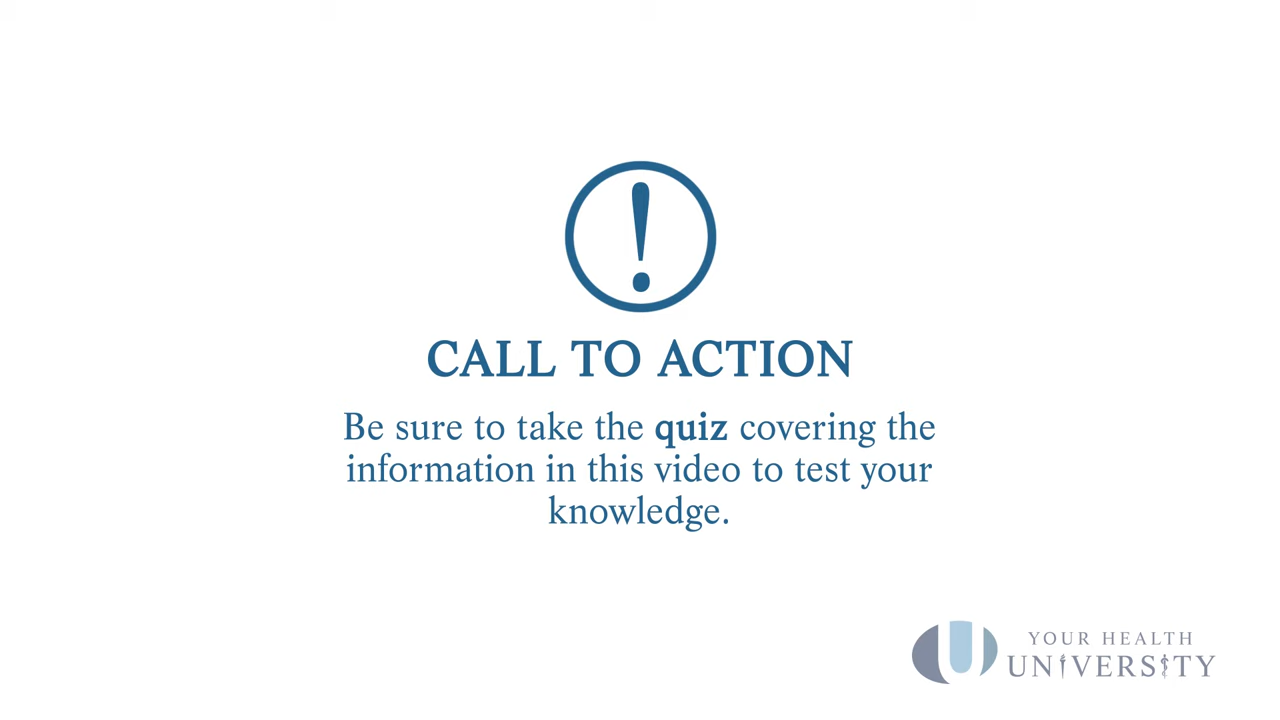 CALL TO ACTION
Be sure to take the quiz covering the
information in this video to test your
knowledge.
YOUR HEALTH
UNIVERSITY